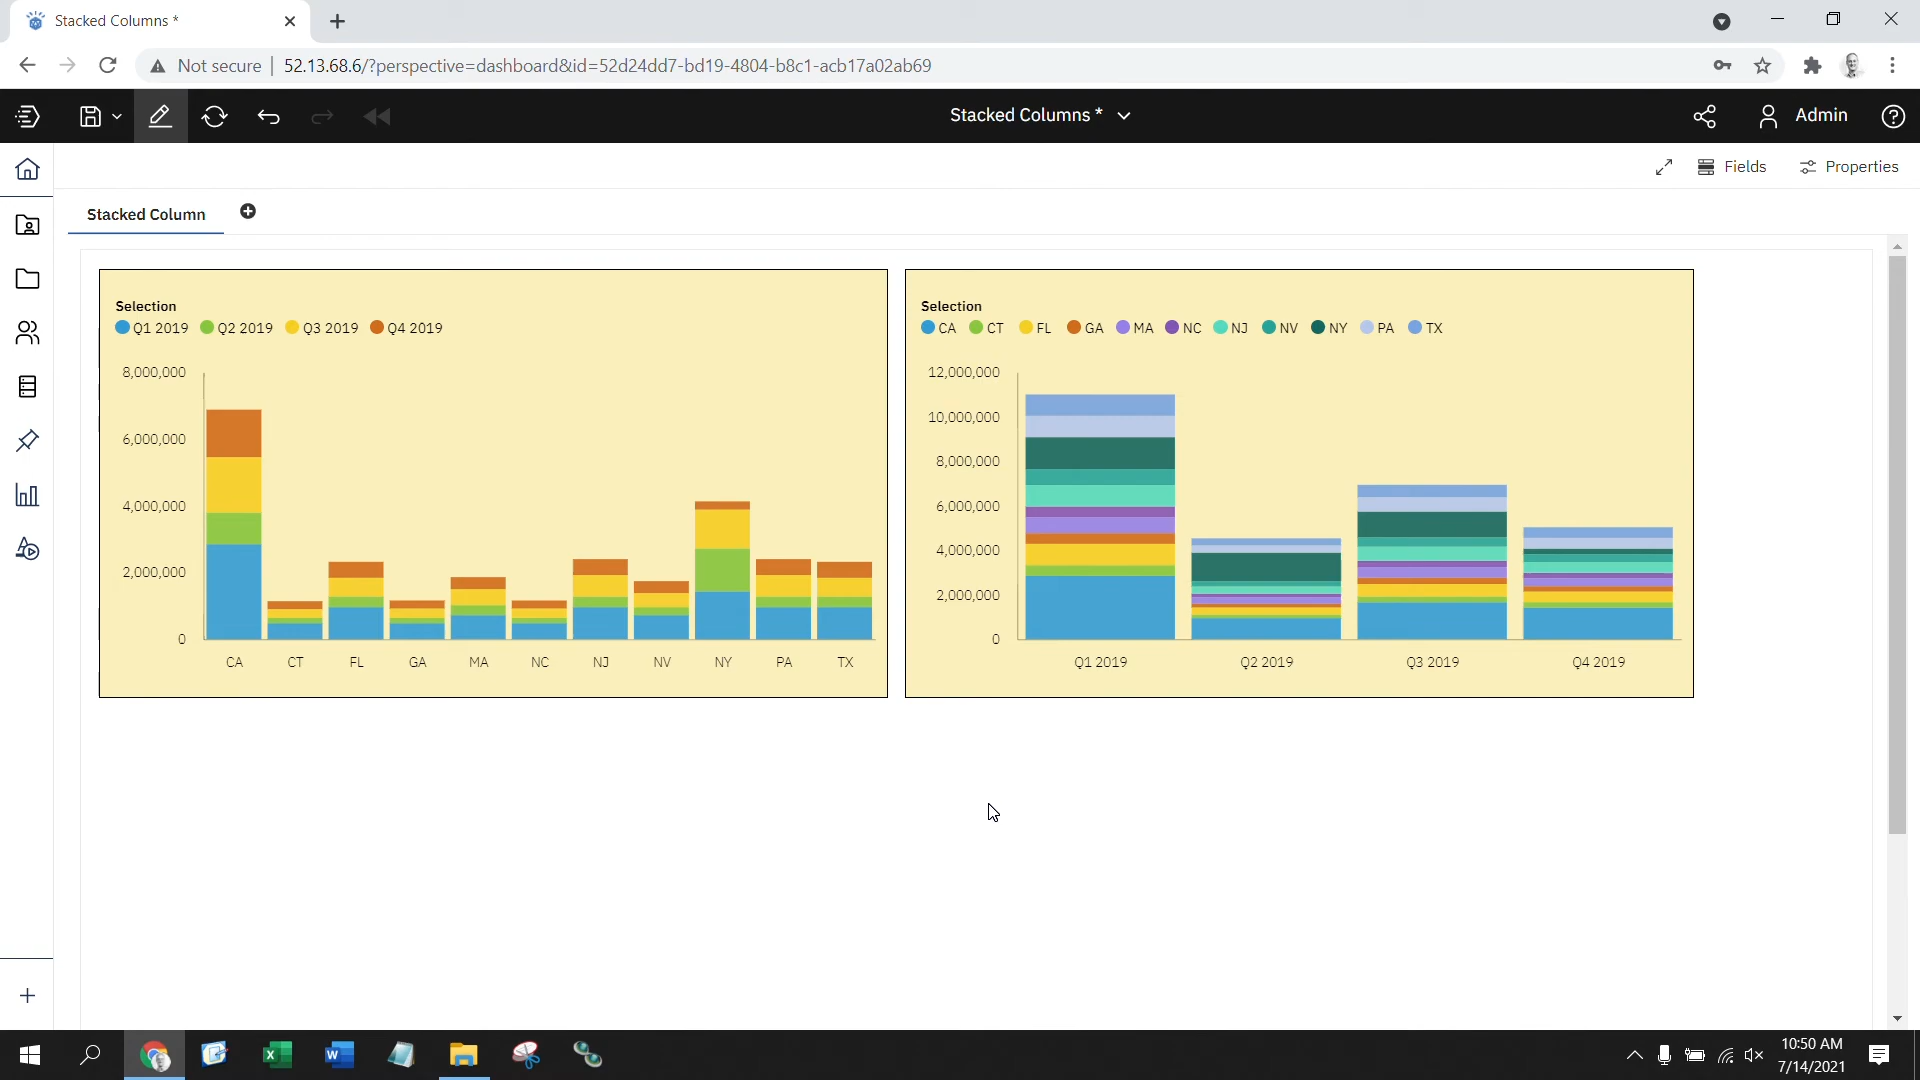 Stacked Columns *
Not secure | 52.13.68.6/?perspective=dashboard&id=52d24dd7-bd19-4804-b8c1-acb17a02ab69
Stacked Columns *
Admin
Fields
Properties
Stacked Column
Selection
Q1 2019 Q2 2019 Q3 2019 Q4 2019
8,000,000
6,000,000
4,000,000
2,000,000
0
CA CT FL GA MA NC NJ NV NY PA TX
Selection
CA CT FL GA MA NC NJ NV NY PA TX
12,000,000
10,000,000
8,000,000
6,000,000
4,000,000
2,000,000
0
Q1 2019 Q2 2019 Q3 2019 Q4 2019
10:50 AM
7/14/2021